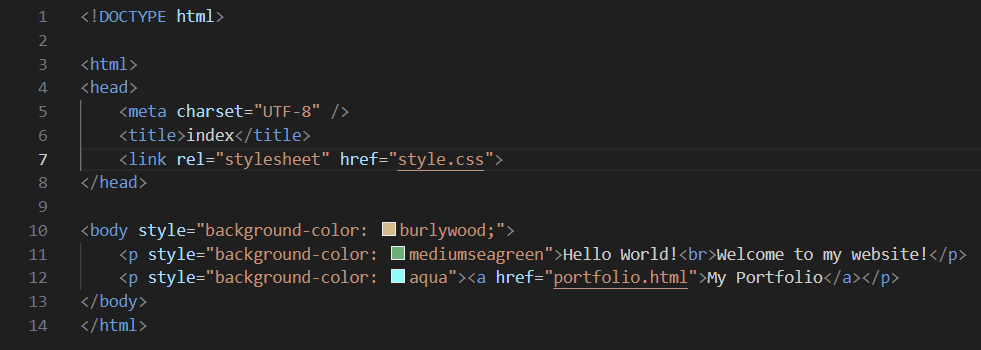 1 <!DOCTYPE html>
2
3 <html>
4 <head>
5     <meta charset="UTF-8" />
6     <title>index</title>
7     <link rel="stylesheet" href="style.css">
8 </head>
9
10 <body style="background-color: burlywood;">
11     <p style="background-color: mediumseagreen">Hello World!<br>Welcome to my website!</p>
12     <p style="background-color: aqua"><a href="portfolio.html">My Portfolio</a></p>
13 </body>
14 </html>